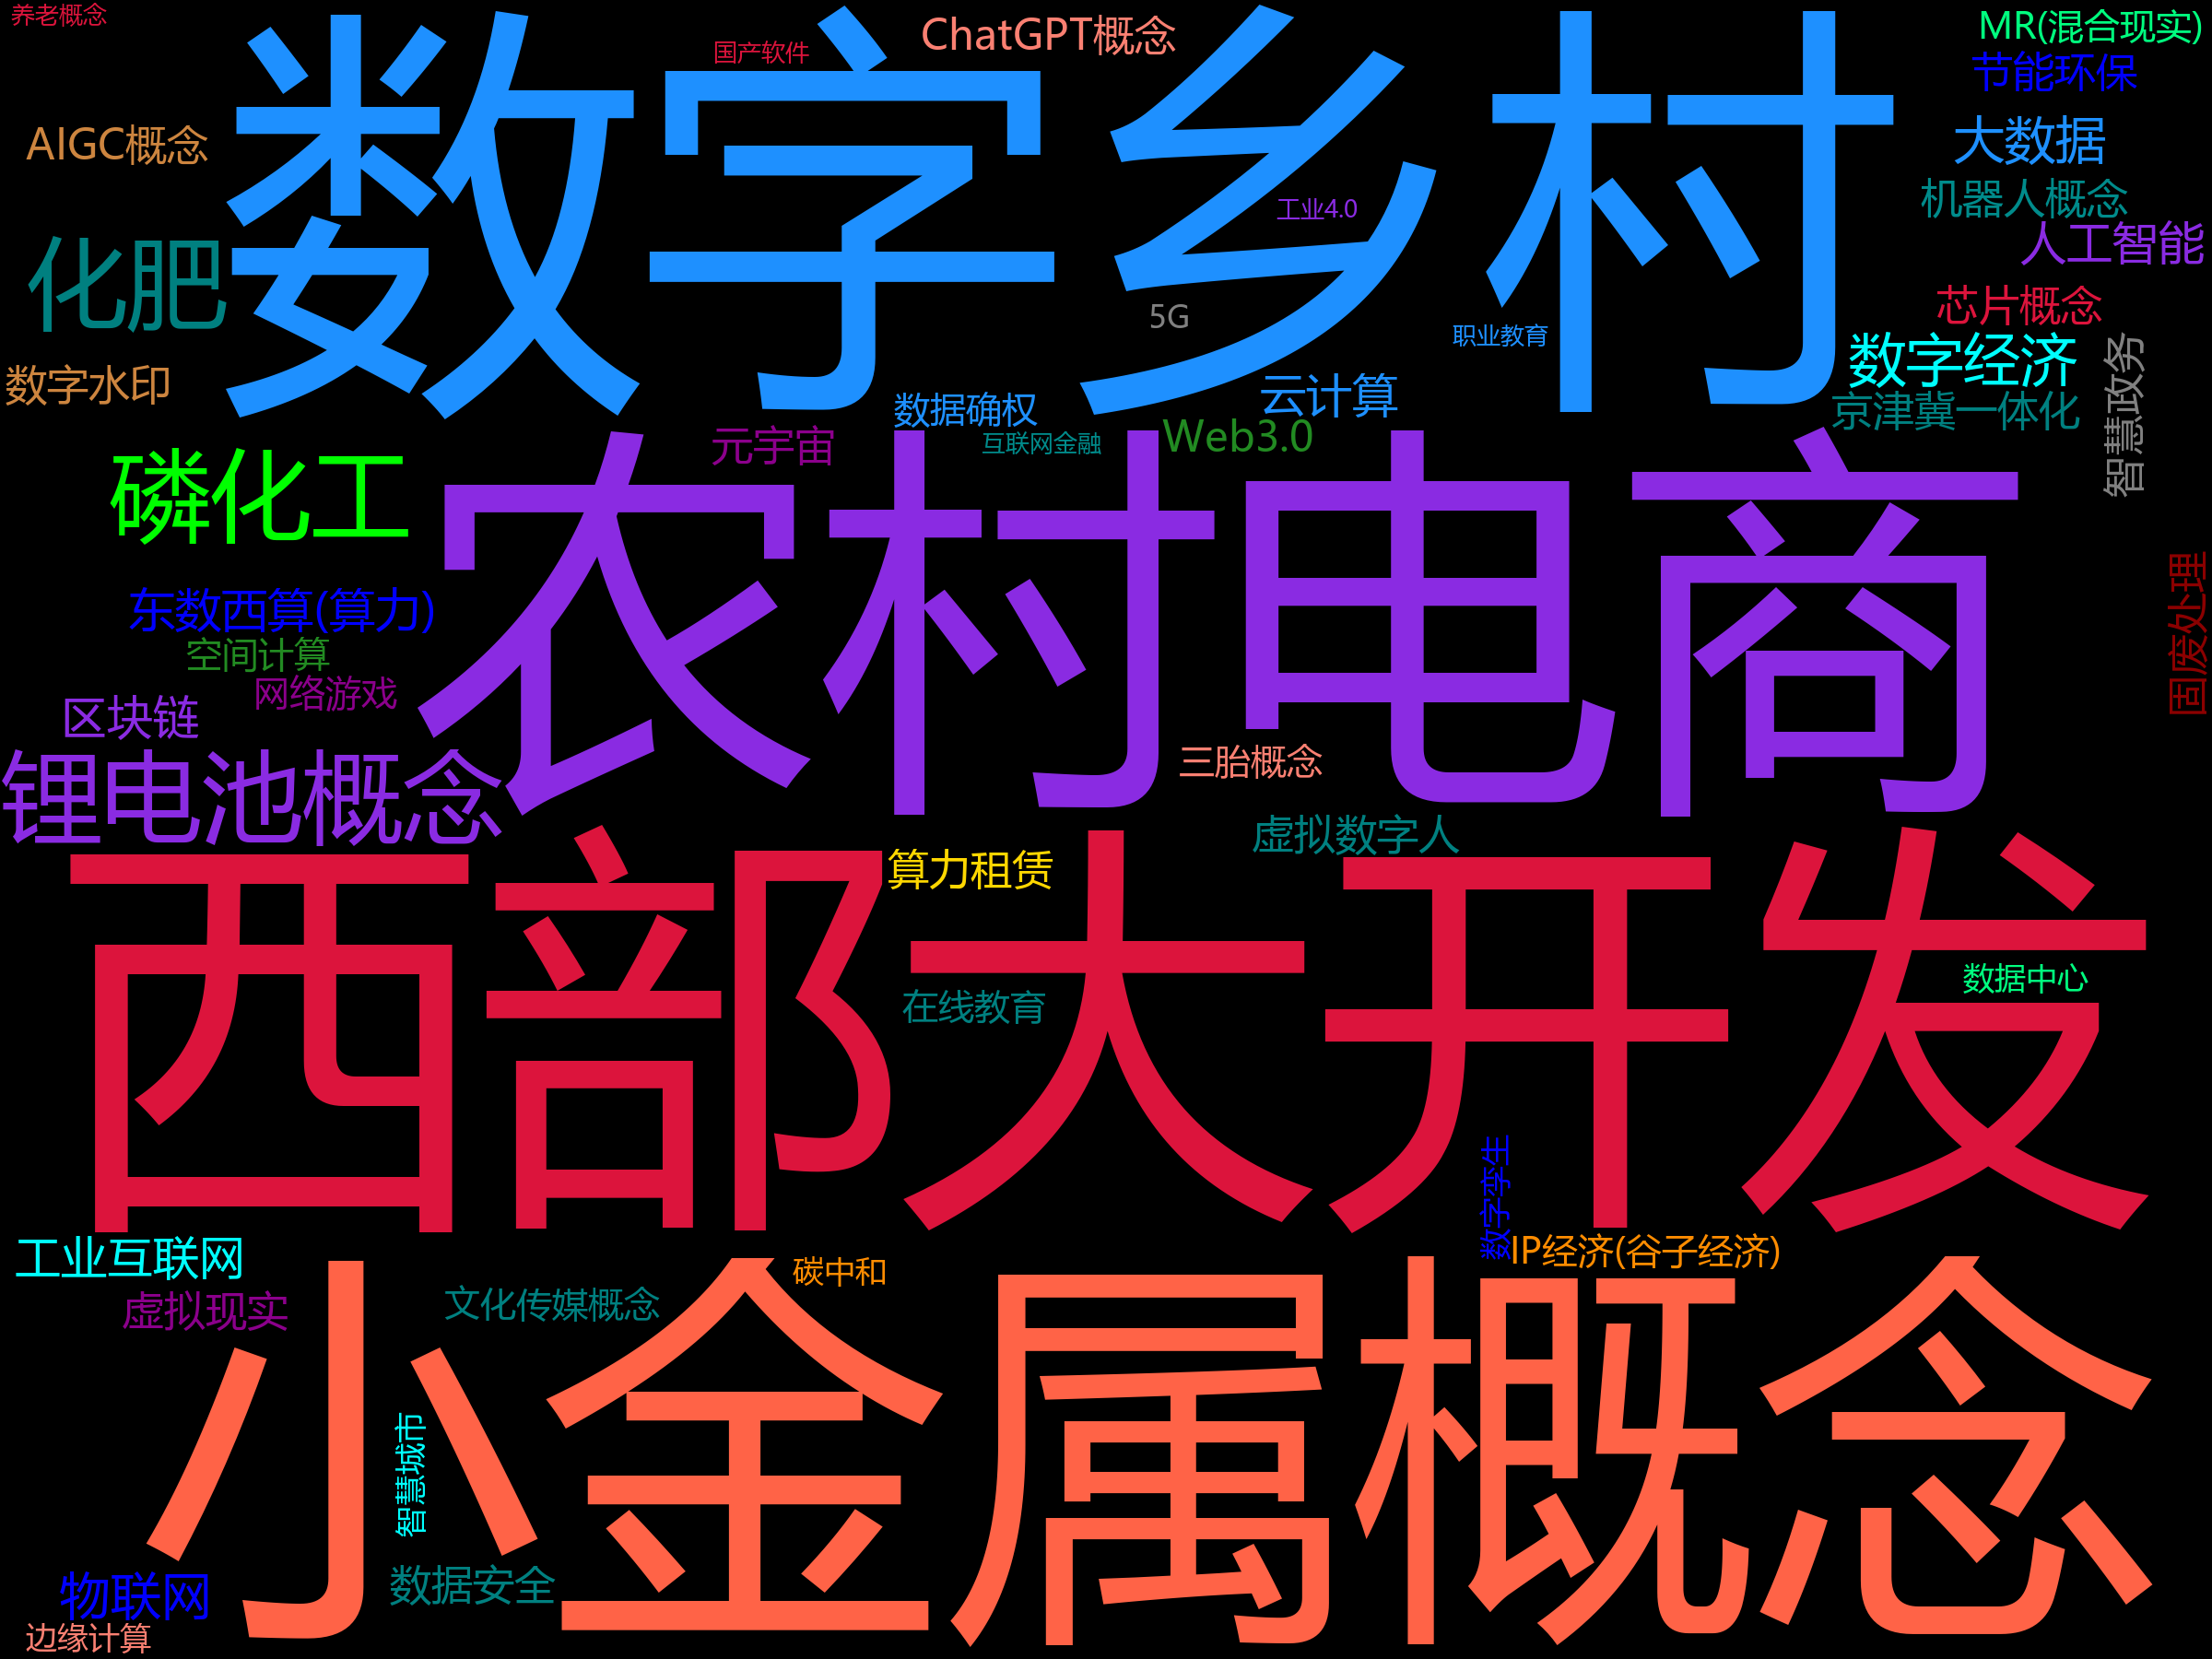 养老概念
国产软件
ChatGPT概念
MR(混合现实)
节能环保
数字乡村
AIGC概念
大数据
机器人概念
工业4.0
人工智能
化肥
5G
芯片概念
职业教育
数字经济
智慧政务
数字水印
数据确权
云计算
京津冀一体化
元宇宙
互联网金融
Web3.0
磷化工
农村电商
东数西算(算力)
固废处理
空间计算
网络游戏
区块链
锂电池概念
三胎概念
虚拟数字人
算力租赁
西部大开发
数据中心
在线教育
数字孪生
工业互联网
IP经济(谷子经济)
碳中和
虚拟现实
文化传媒概念
小金属概念
智慧城市
物联网
数据安全
边缘计算